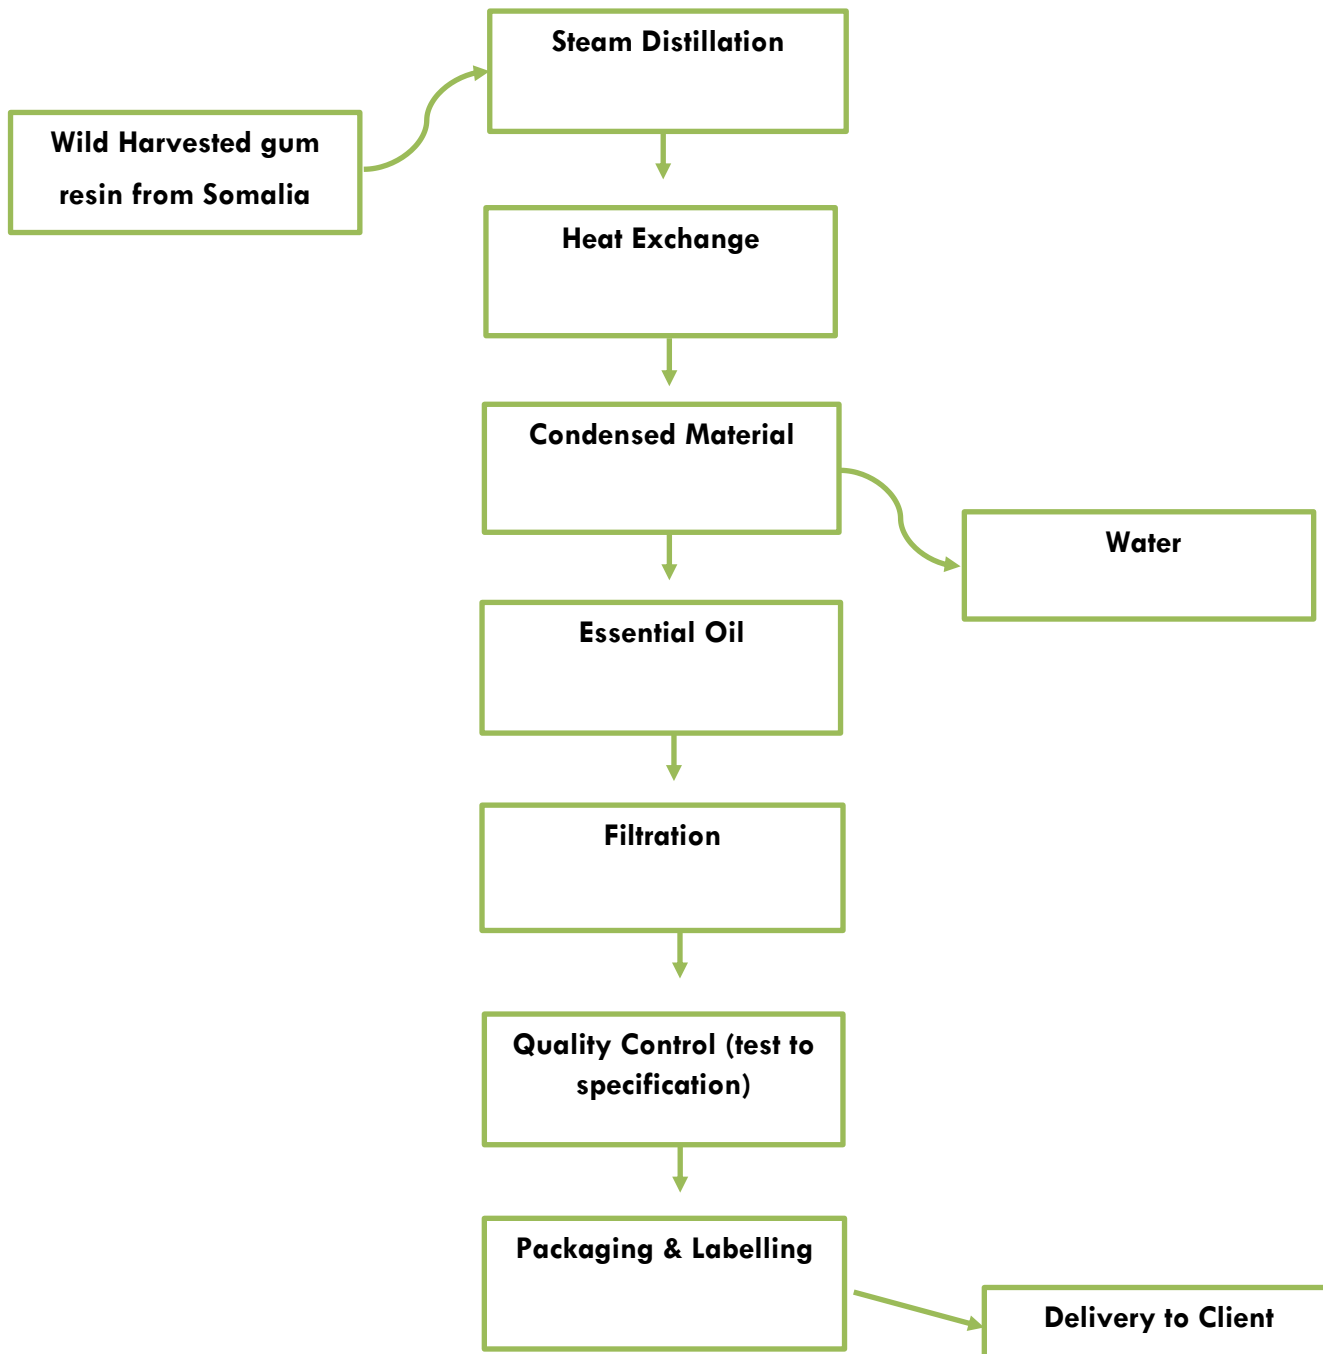 Steam Distillation
Wild Harvested gum
resin from Somalia
Heat Exchange
Condensed Material
Water
Essential Oil
Filtration
Quality Control (test to
specification)
Packaging & Labelling
Delivery to Client